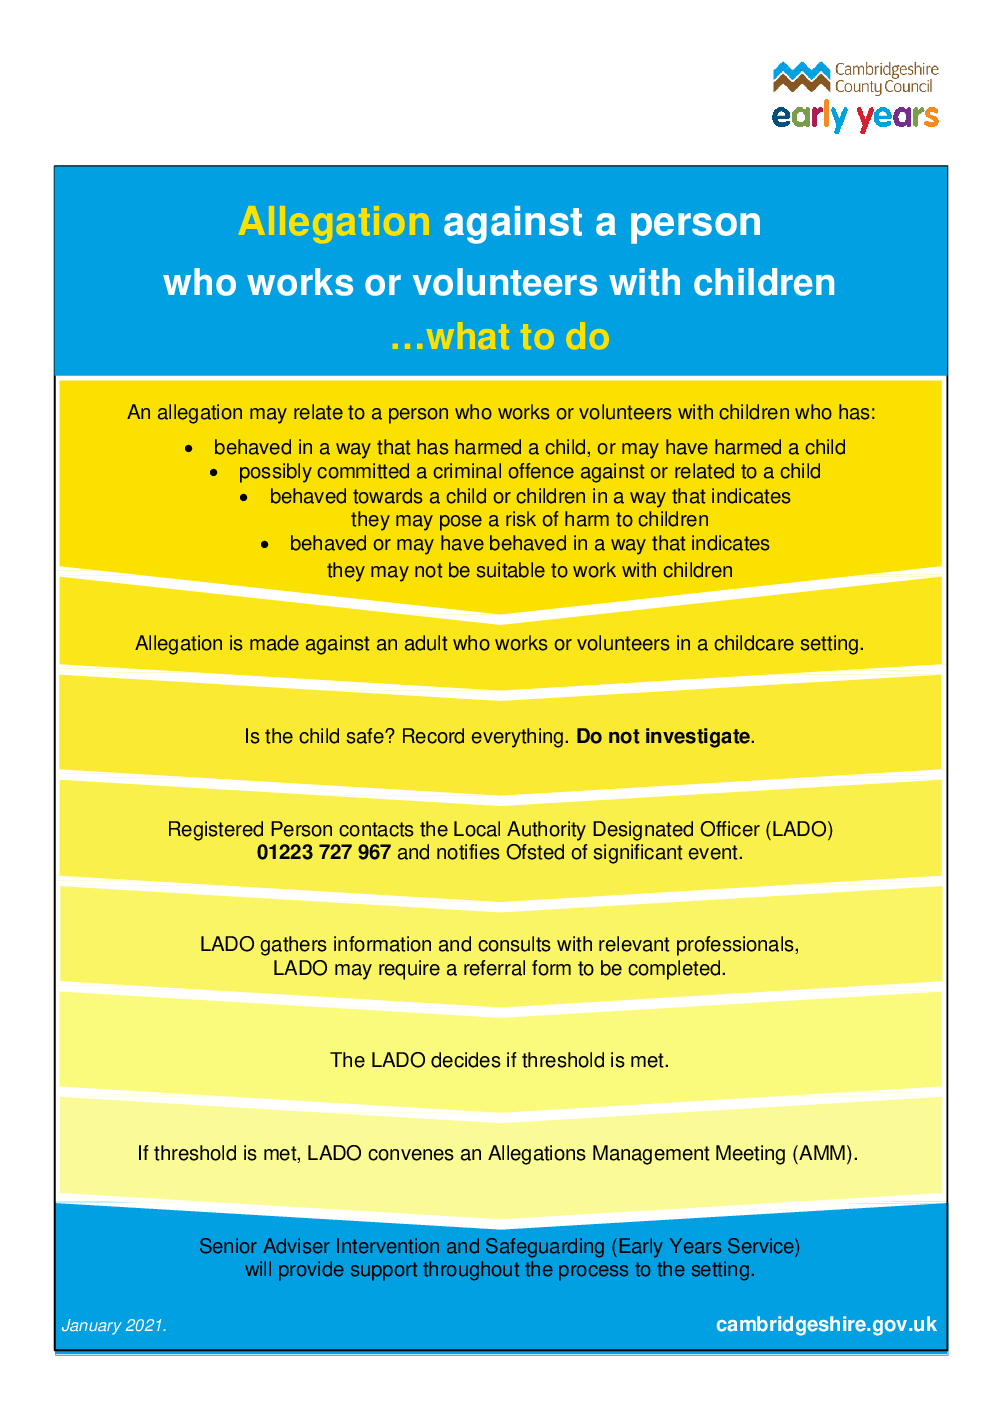 Cambridgeshire
County Council
early years
Allegation against a person
who works or volunteers with children
…what to do
An allegation may relate to a person who works or volunteers with children who has:
• behaved in a way that has harmed a child, or may have harmed a child
• possibly committed a criminal offence against or related to a child
• behaved towards a child or children in a way that indicates
they may pose a risk of harm to children
• behaved or may have behaved in a way that indicates
they may not be suitable to work with children
Allegation is made against an adult who works or volunteers in a childcare setting.
Is the child safe? Record everything. Do not investigate.
Registered Person contacts the Local Authority Designated Officer (LADO)
01223 727 967 and notifies Ofsted of significant event.
LADO gathers information and consults with relevant professionals,
LADO may require a referral form to be completed.
The LADO decides if threshold is met.
If threshold is met, LADO convenes an Allegations Management Meeting (AMM).
Senior Adviser Intervention and Safeguarding (Early Years Service)
will provide support throughout the process to the setting.
January 2021.
cambridgeshire.gov.uk